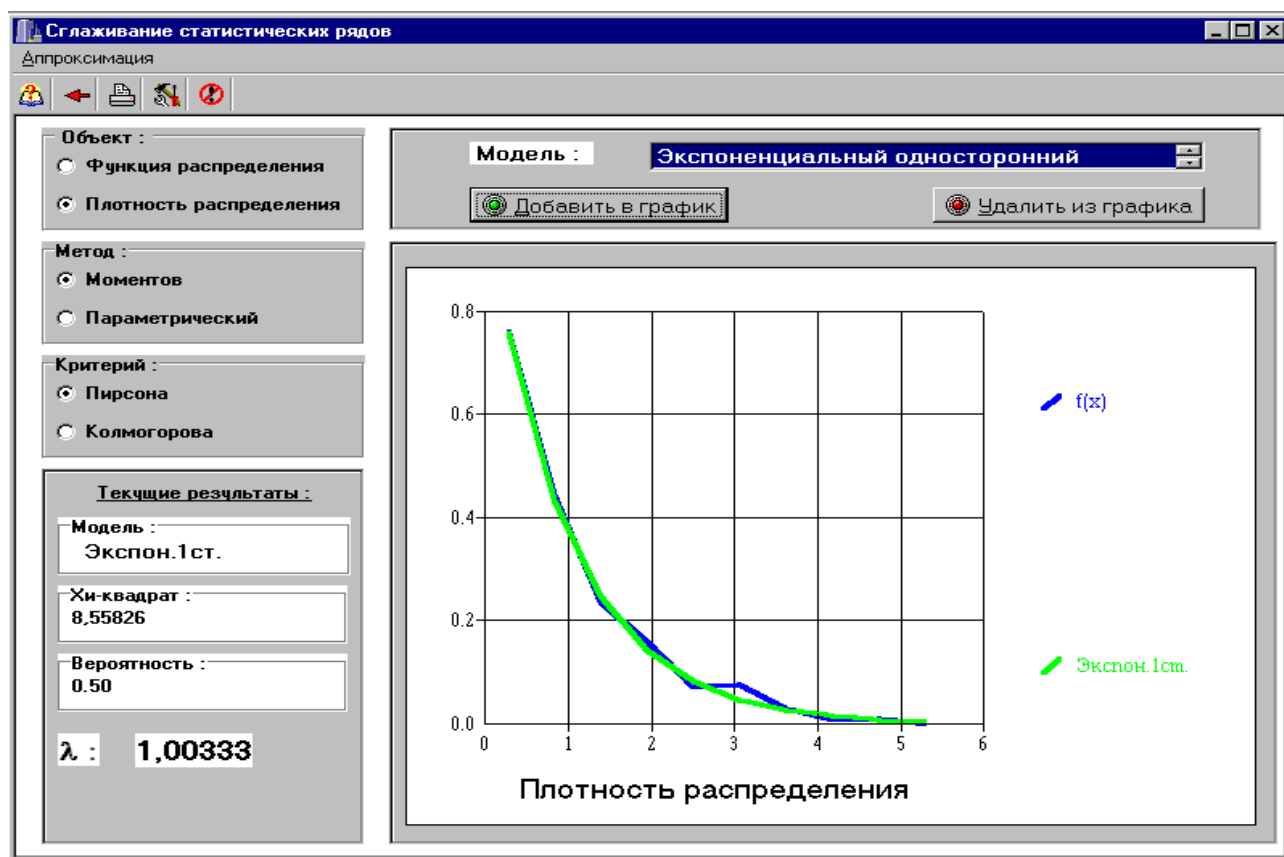 Сглаживание статистических рядов
Аппроксимация
Объект :
Функция распределения
Плотность распределения
Метод :
Моментов
Параметрический
Критерий :
Пирсона
Колмогорова
Текущие результаты :
Модель :
Экспон.1ст.
Хи-квадрат :
8,55826
Вероятность :
0.50
λ : 1,00333
Модель : Экспоненциальный односторонний
Добавить в график Удалить из графика
0.8
0.6
0.4
0.2
0.0
0 1 2 3 4 5 6
f(x)
Экспон.1ст.
Плотность распределения